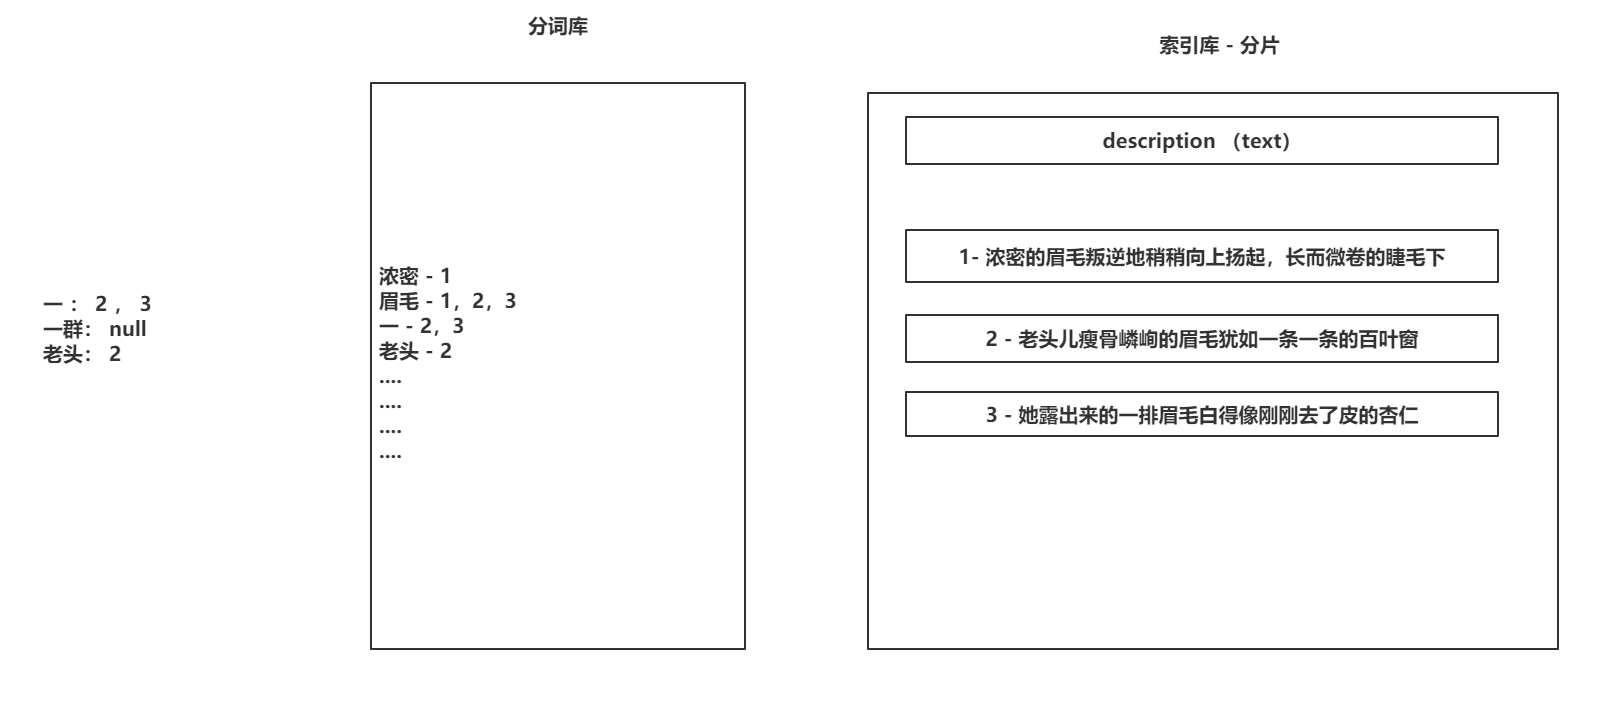 分词库
索引库 - 分片
description （text）
浓密 - 1
眉毛 - 1，2，3
一 - 2，3
老头 - 2
....
....
....
....
一： 2， 3
一群： null
老头： 2
1- 浓密的眉毛叛逆地稍稍向上扬起，长而微卷的睫毛下
2 - 老头儿瘦骨嶙峋的眉毛犹如一条一条的百叶窗
3 - 她露出来的一排眉毛白得像刚刚去了皮的杏仁